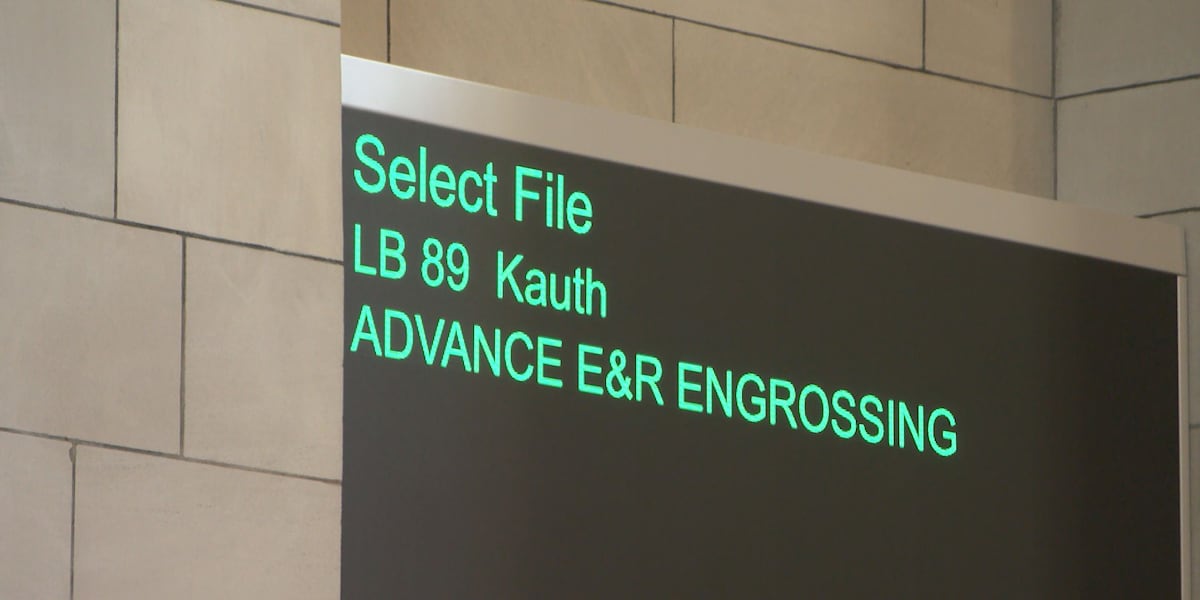 Select File
LB 89 Kauth
ADVANCE E&R ENGROSSING